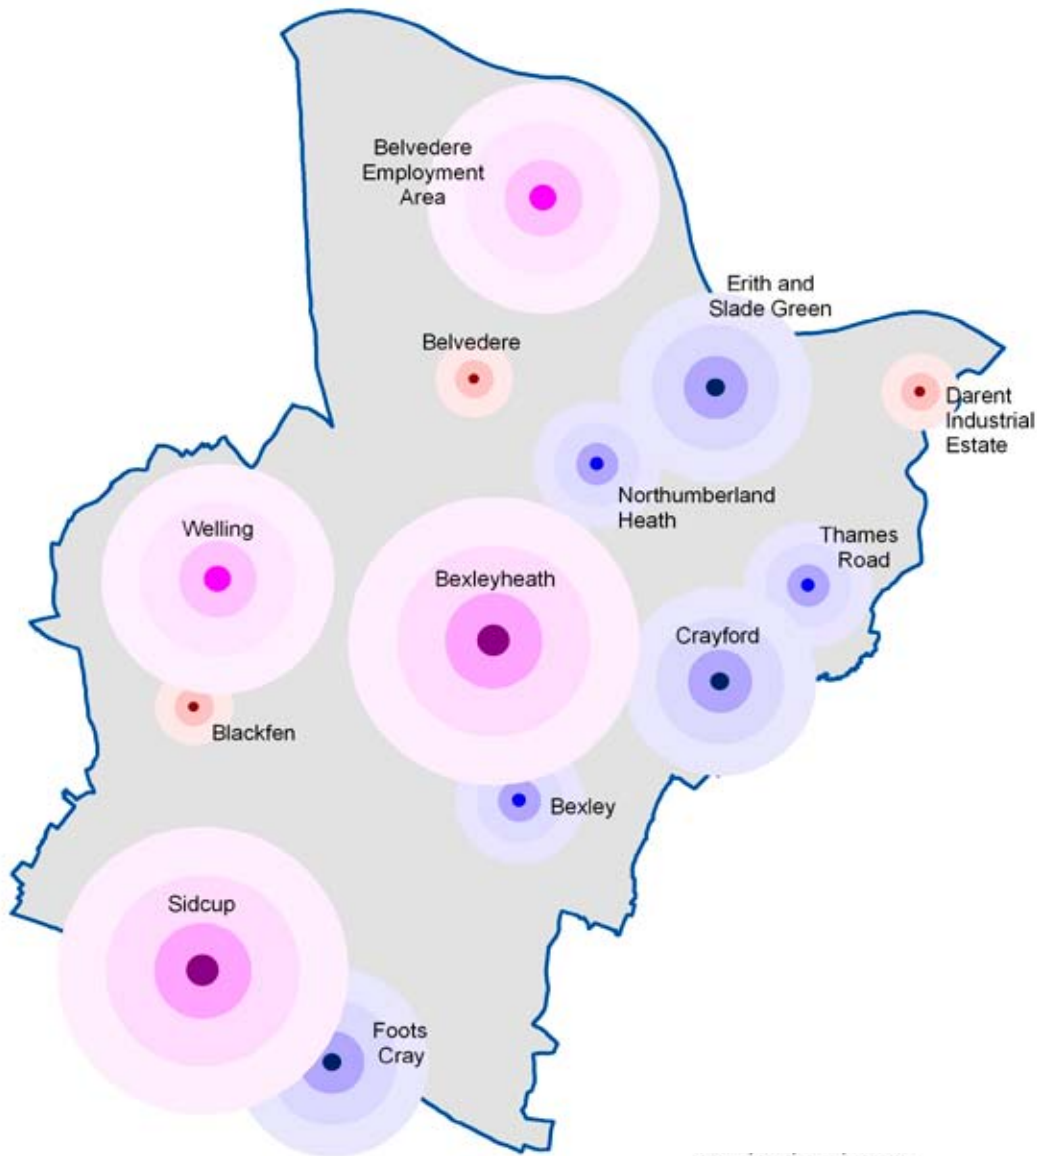 Belvedere
Employment
Area
Erith and
Slade Green
Belvedere
Darent
Industrial
Estate
Northumberland
Heath
Welling
Thames
Road
Bexleyheath
Crayford
Blackfen
Bexley
Sidcup
Foots
Cray